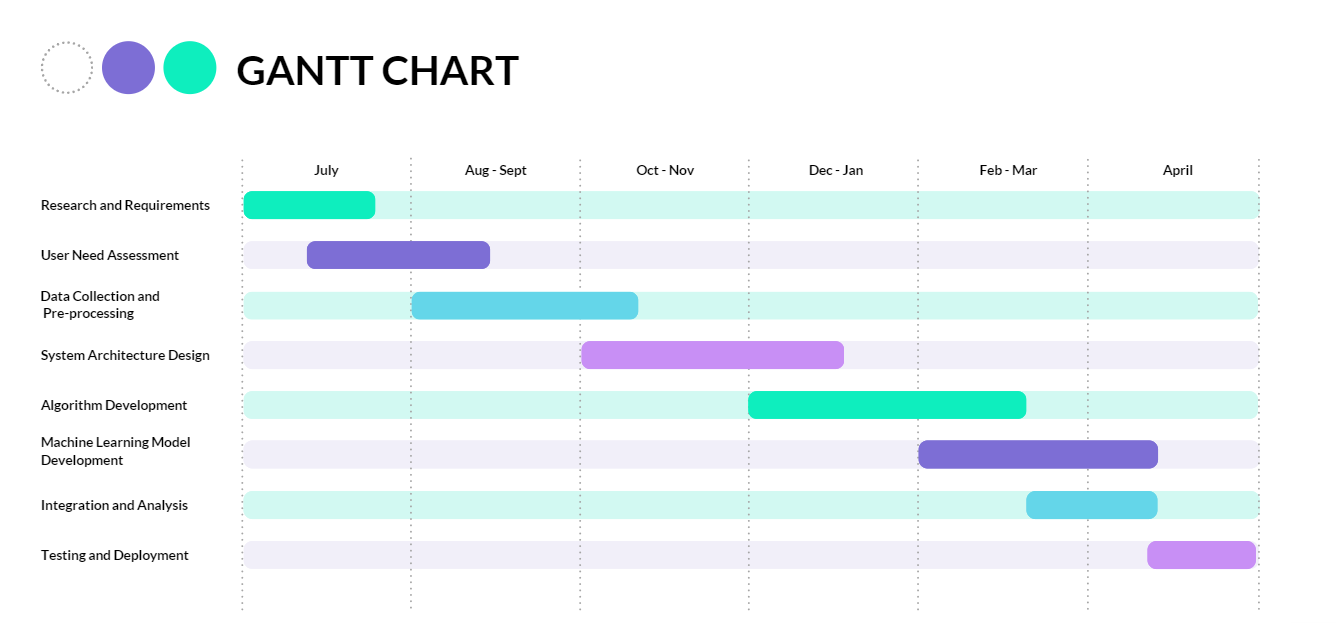 GANTT CHART
July
Aug - Sept
Oct - Nov
Dec - Jan
Feb - Mar
April
Research and Requirements
User Need Assessment
Data Collection and
Pre-processing
System Architecture Design
Algorithm Development
Machine Learning Model
Development
Integration and Analysis
Testing and Deployment